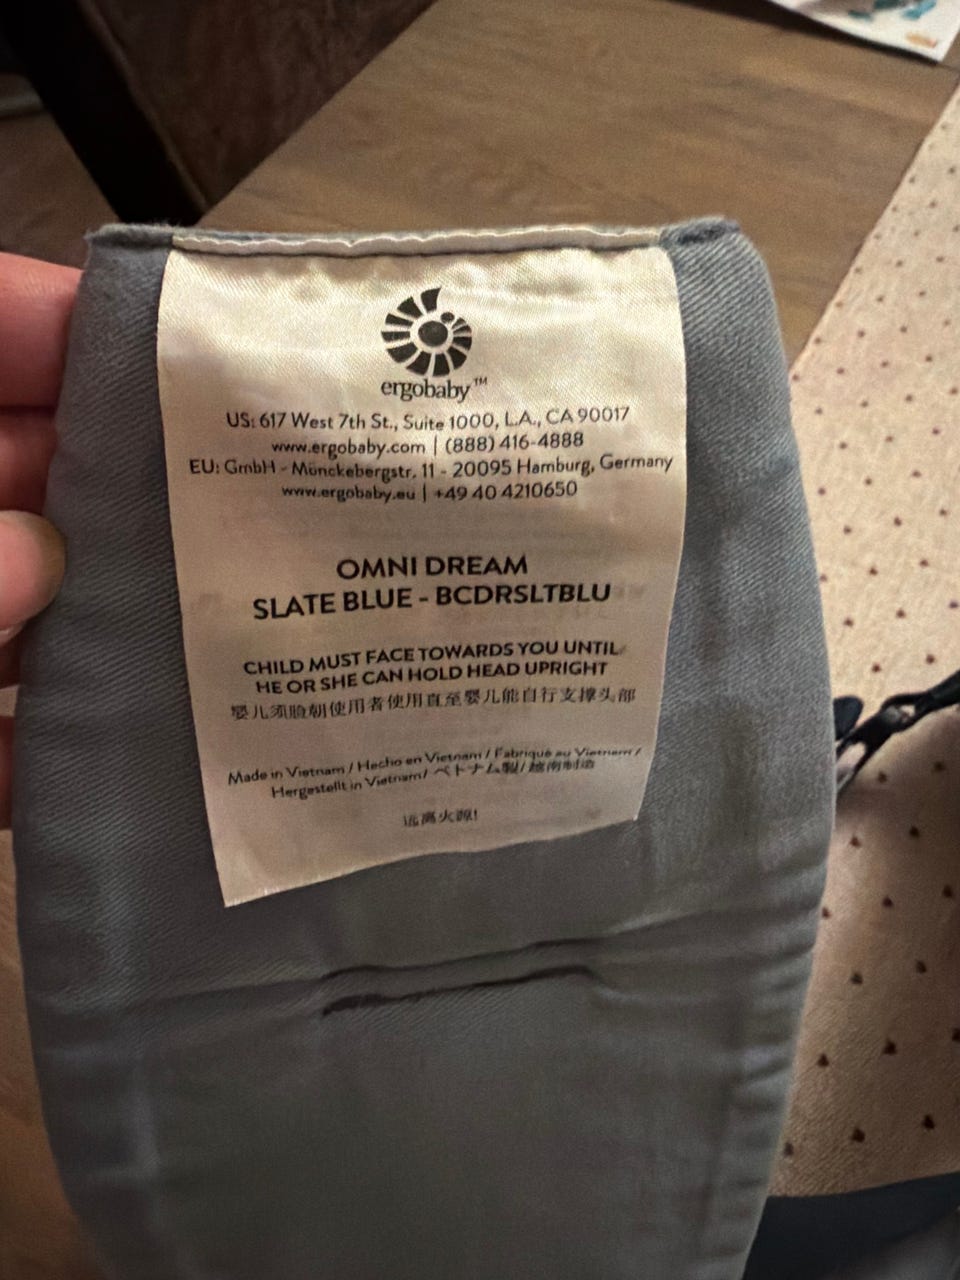 ergobaby™
US: 617 West 7th St., Suite 1000, L.A., CA 90017
www.ergobaby.com | (888) 416-4888
EU: GmbH - Mönckebergstr. 11 - 20095 Hamburg, Germany
www.ergobaby.eu | +49 40 4210650
OMNI DREAM
SLATE BLUE - BCDRSLTBLU
CHILD MUST FACE TOWARDS YOU UNTIL
HE OR SHE CAN HOLD HEAD UPRIGHT
婴儿须脸朝使用者使用直至婴儿能自行支撑头部
Made in Vietnam / Hecho en Vietnam / Fabriqué au Vietnam /
Hergestellt in Vietnam / ベトナム製 / 越南制造
远离火源!